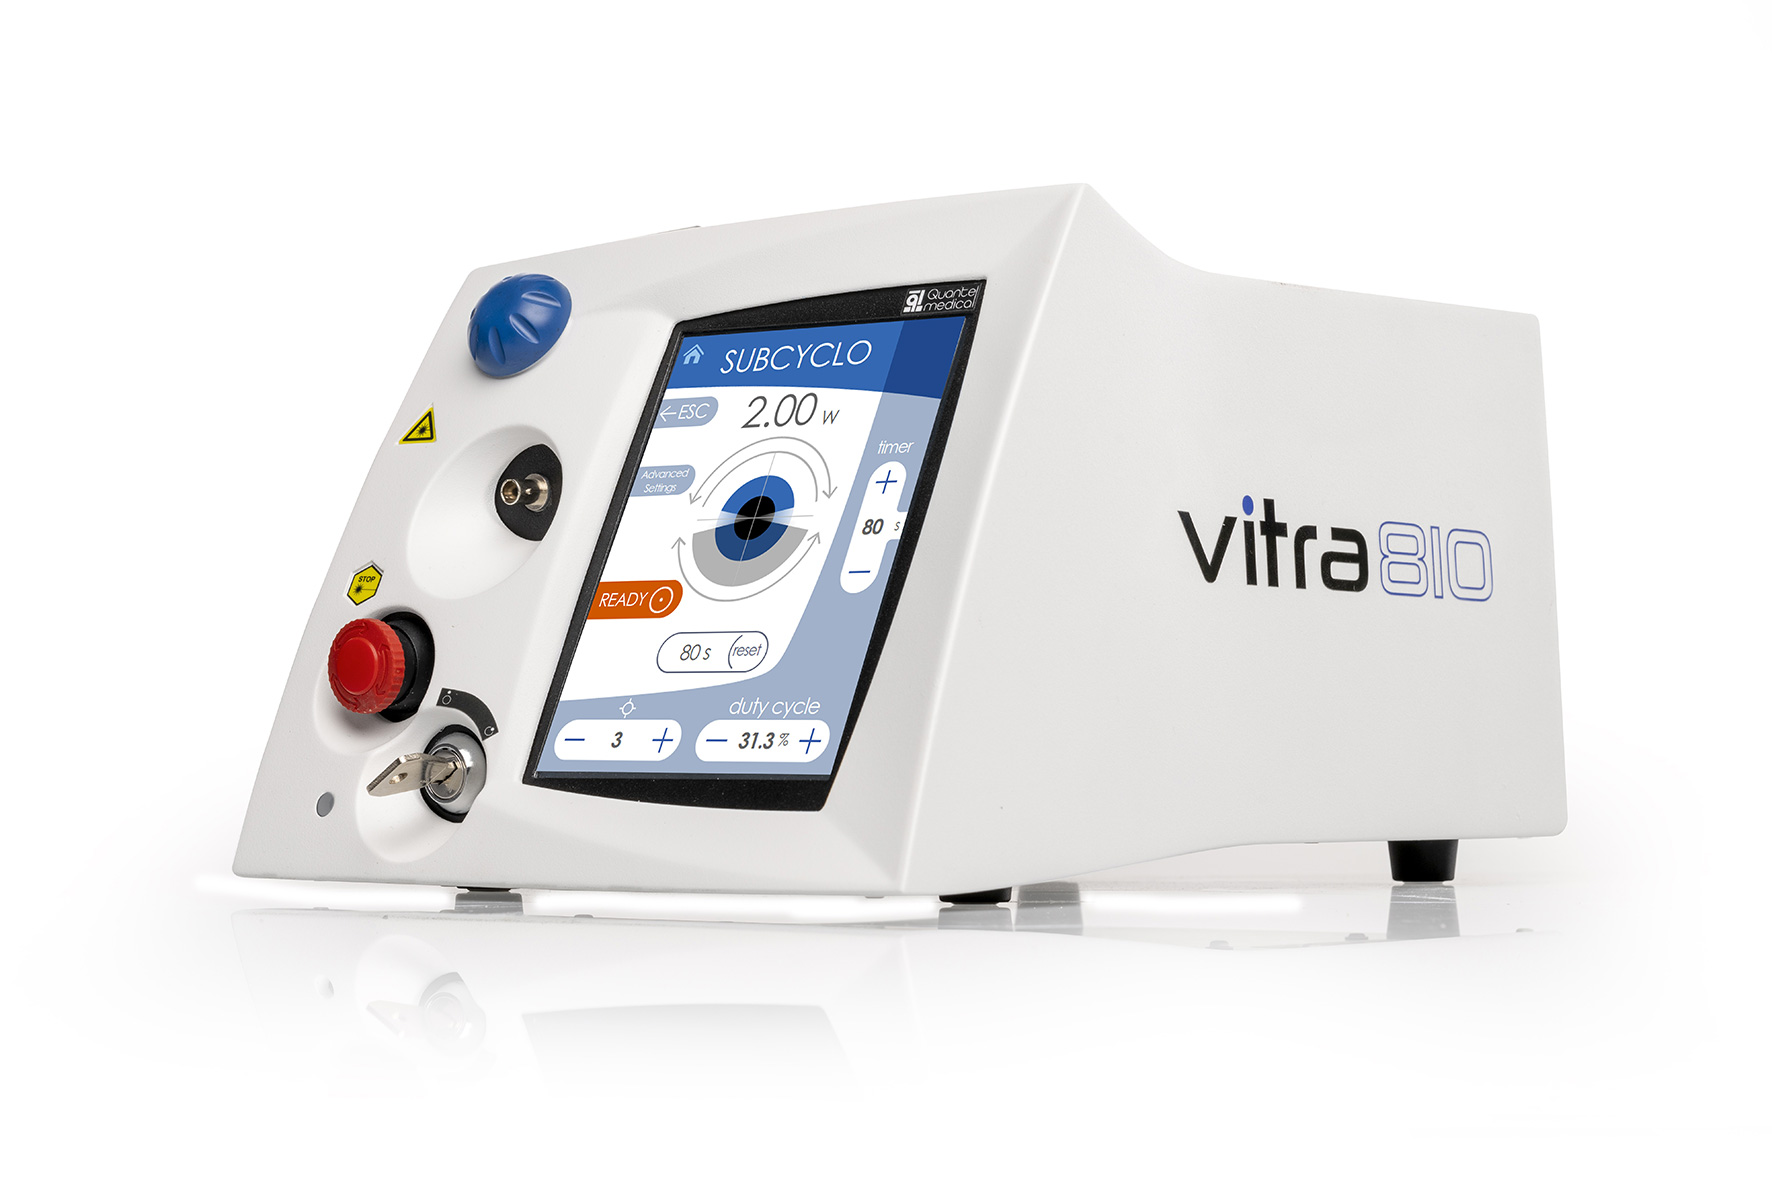 Quantel
medical
SUBCYCLO
ESC
2.00 W
timer
Advanced
Settings
+
80 s
−
READY
80 s reset
duty cycle
− 3 +
− 31.3 % +
STOP
vitra 810